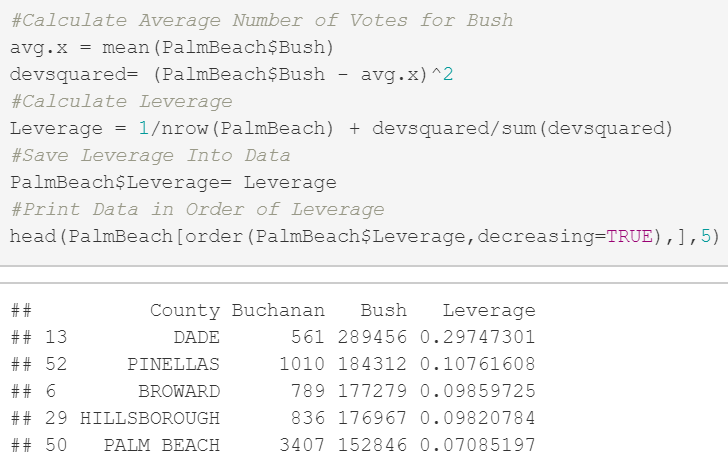 #Calculate Average Number of Votes for Bush
avg.x = mean(PalmBeach$Bush)
devsquared= (PalmBeach$Bush - avg.x)^2
#Calculate Leverage
Leverage = 1/nrow(PalmBeach) + devsquared/sum(devsquared)
#Save Leverage Into Data
PalmBeach$Leverage= Leverage
#Print Data in Order of Leverage
head(PalmBeach[order(PalmBeach$Leverage,decreasing=TRUE),],5)
## County Buchanan Bush Leverage
## 13 DADE 561 289456 0.29747301
## 52 PINELLAS 1010 184312 0.10761608
## 6 BROWARD 789 177279 0.09859725
## 29 HILLSBOROUGH 836 176967 0.09820784
## 50 PALM BEACH 3407 152846 0.07085197